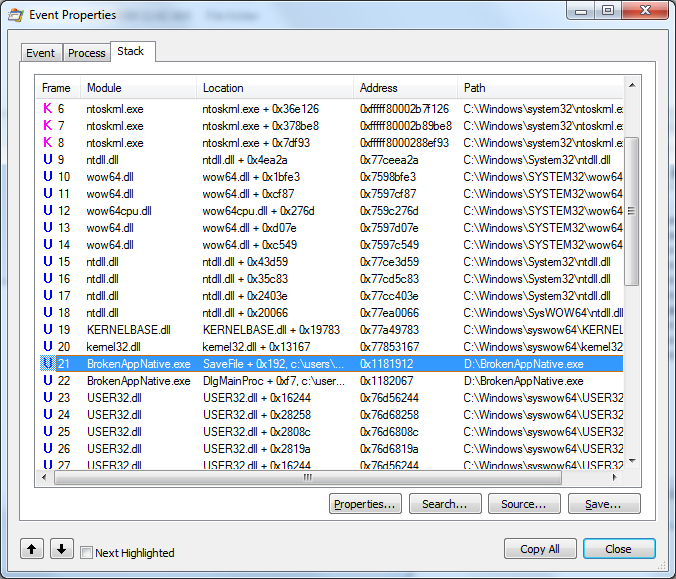 Event Properties
Event Process Stack
Frame Module Location Address Path
K 6 ntoskrnl.exe ntoskrnl.exe + 0x36e126 0xfffff80002b7f126 C:\Windows\system32\ntoskrnl.e
K 7 ntoskrnl.exe ntoskrnl.exe + 0x378be8 0xfffff80002b89be8 C:\Windows\system32\ntoskrnl.e
K 8 ntoskrnl.exe ntoskrnl.exe + 0x7df93 0xfffff8000288ef93 C:\Windows\system32\ntoskrnl.e
U 9 ntdll.dll ntdll.dll + 0x4ea2a 0x77ceea2a C:\Windows\System32\ntdll.dll
U 10 wow64.dll wow64.dll + 0x1bfe3 0x7598bfe3 C:\Windows\SYSTEM32\wow64
U 11 wow64.dll wow64.dll + 0xcf87 0x7597cf87 C:\Windows\SYSTEM32\wow64
U 12 wow64cpu.dll wow64cpu.dll + 0x276d 0x759c276d C:\Windows\SYSTEM32\wow64
U 13 wow64.dll wow64.dll + 0xd07e 0x7597d07e C:\Windows\SYSTEM32\wow64
U 14 wow64.dll wow64.dll + 0xc549 0x7597c549 C:\Windows\SYSTEM32\wow64
U 15 ntdll.dll ntdll.dll + 0x43d59 0x77ce3d59 C:\Windows\System32\ntdll.dll
U 16 ntdll.dll ntdll.dll + 0x35c83 0x77cd5c83 C:\Windows\System32\ntdll.dll
U 17 ntdll.dll ntdll.dll + 0x2403e 0x77cc403e C:\Windows\System32\ntdll.dll
U 18 ntdll.dll ntdll.dll + 0x20066 0x77ea0066 C:\Windows\SysWOW64\ntdll.d
U 19 KERNELBASE.dll KERNELBASE.dll + 0x19783 0x77a49783 C:\Windows\syswow64\KERNEL
U 20 kernel32.dll kernel32.dll + 0x13167 0x77853167 C:\Windows\syswow64\kernel32
U 21 BrokenAppNative.exe SaveFile + 0x192, c:\users\... 0x1181912 D:\BrokenAppNative.exe
U 22 BrokenAppNative.exe DlgMainProc + 0xf7, c:\user... 0x1182067 D:\BrokenAppNative.exe
U 23 USER32.dll USER32.dll + 0x16244 0x76d56244 C:\Windows\syswow64\USER32
U 24 USER32.dll USER32.dll + 0x28258 0x76d68258 C:\Windows\syswow64\USER32
U 25 USER32.dll USER32.dll + 0x2808c 0x76d6808c C:\Windows\syswow64\USER32
U 26 USER32.dll USER32.dll + 0x2819a 0x76d6819a C:\Windows\syswow64\USER32
U 27 USER32.dll USER32.dll + 0x16244 0x76d56244 C:\Windows\syswow64\USER32
Properties... Search... Source... Save...
Next Highlighted Copy All Close